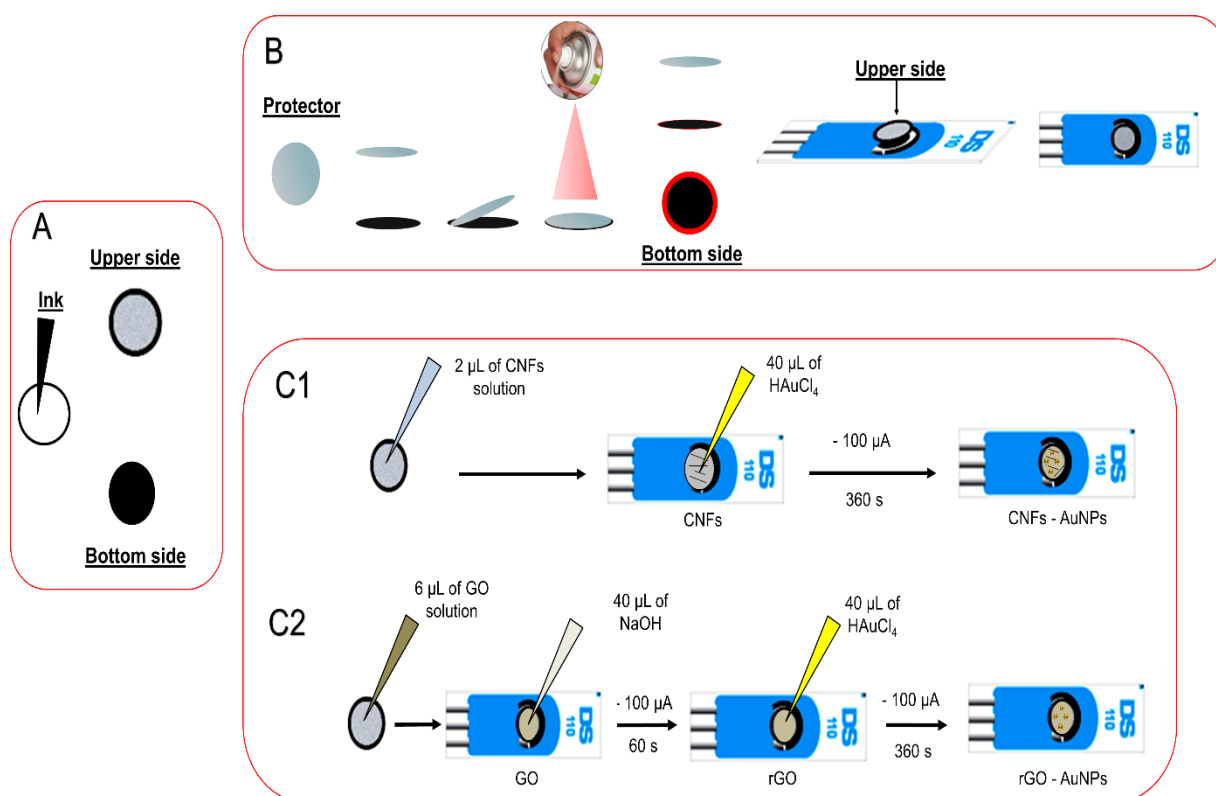 B
Protector
Upper side
Bottom side
DS
110
DS
110
A
Upper side
Ink
Bottom side
C1
2 µL of CNFs
solution
40 µL of
HAuCl₄
- 100 µA
360 s
DS
110
DS
110
CNFs
CNFs - AuNPs
C2
6 µL of GO
solution
40 µL of
NaOH
40 µL of
HAuCl₄
- 100 µA
60 s
- 100 µA
360 s
DS
110
DS
110
DS
110
GO
rGO
rGO - AuNPs